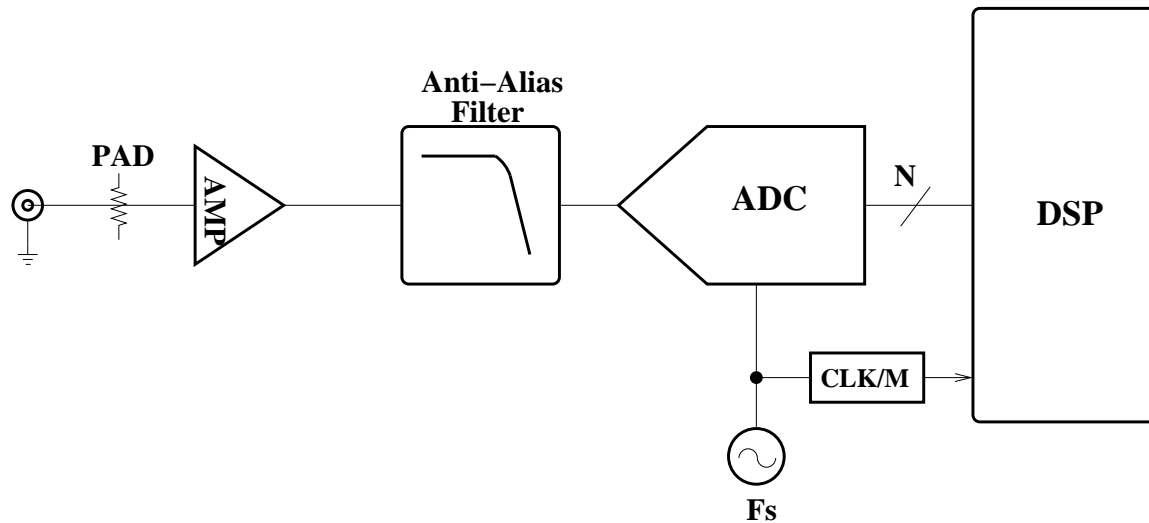 Anti−Alias
Filter
PAD
AMP
ADC
N
DSP
CLK/M
Fs